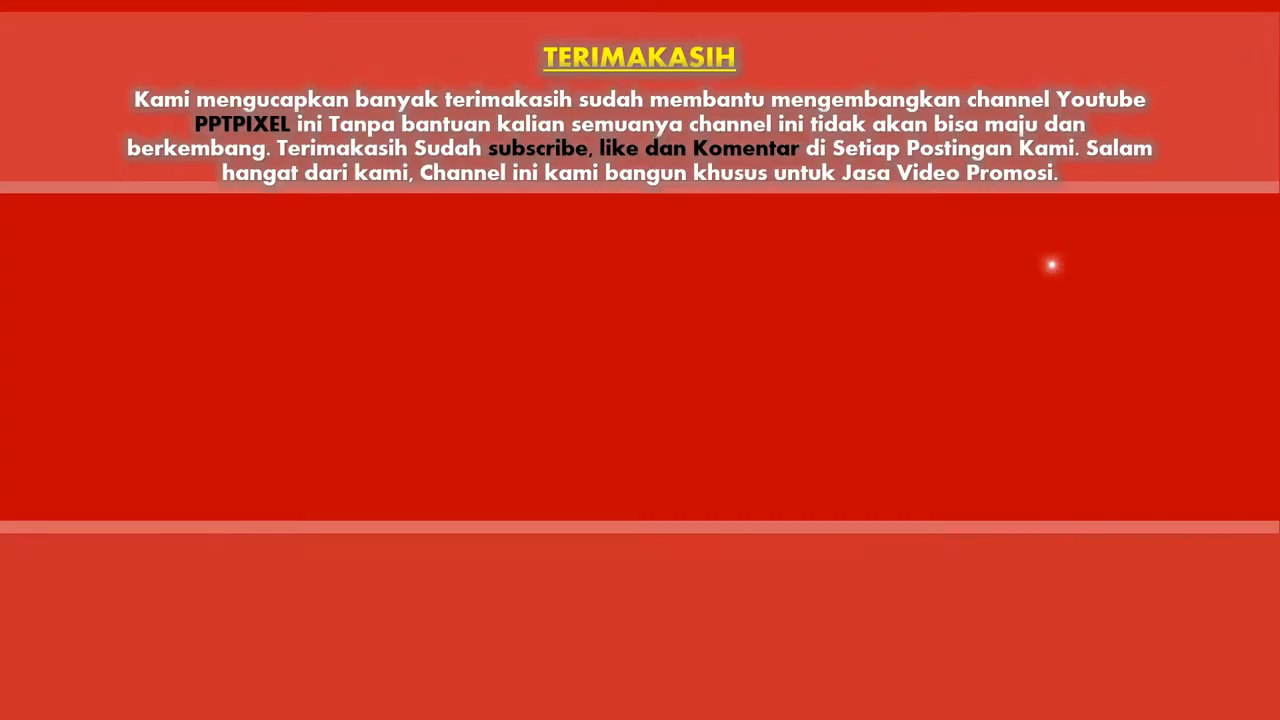 TERIMAKASIH
Kami mengucapkan banyak terimakasih sudah membantu mengembangkan channel Youtube
PPTPIXEL ini Tanpa bantuan kalian semuanya channel ini tidak akan bisa maju dan
berkembang. Terimakasih Sudah subscribe, like dan Komentar di Setiap Postingan Kami. Salam
hangat dari kami, Channel ini kami bangun khusus untuk Jasa Video Promosi.